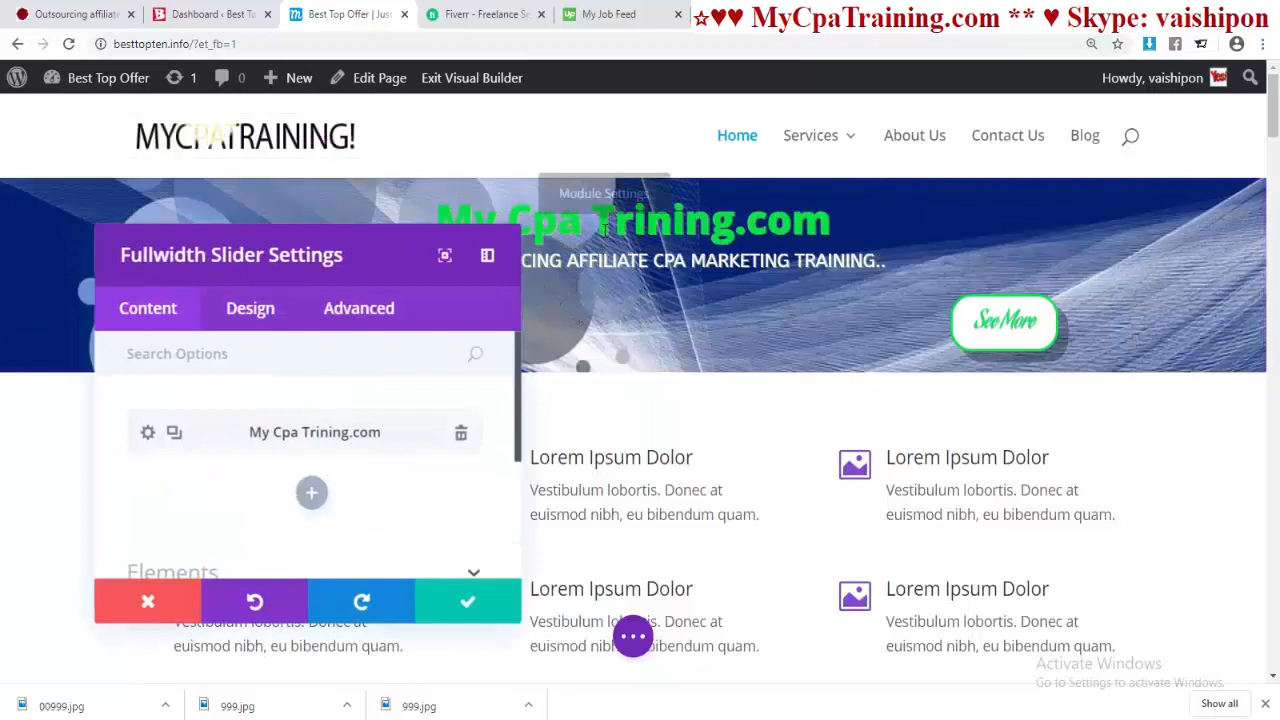 Outsourcing affiliate
Dashboard ‹ Best To
Best Top Offer | Just
Fiverr - Freelance Se
My Job Feed
☆♥♥ MyCpaTraining.com ** ♥ Skype: vaishipon
besttopten.info/?et_fb=1
Best Top Offer
1
0
New
Edit Page
Exit Visual Builder
Howdy, vaishipon
MYCPATRAINING!
Home
Services
About Us
Contact Us
Blog
Module Settings
My Cpa Trining.com
CING AFFILIATE CPA MARKETING TRAINING..
See More
Fullwidth Slider Settings
Content
Design
Advanced
Search Options
My Cpa Trining.com
Elements
Lorem Ipsum Dolor
Vestibulum lobortis. Donec at
euismod nibh, eu bibendum quam.
Lorem Ipsum Dolor
Vestibulum lobortis. Donec at
euismod nibh, eu bibendum quam.
Vestibulum lobortis. Donec at
euismod nibh, eu bibendum quam.
Lorem Ipsum Dolor
Vestibulum lobortis. Donec at
euismod nibh, eu bibendum quam.
Lorem Ipsum Dolor
Vestibulum lobortis. Donec at
euismod nibh, eu bibendum quam.
Activate Windows
Go to Settings to activate Windows.
00999.jpg
999.jpg
999.jpg
Show all